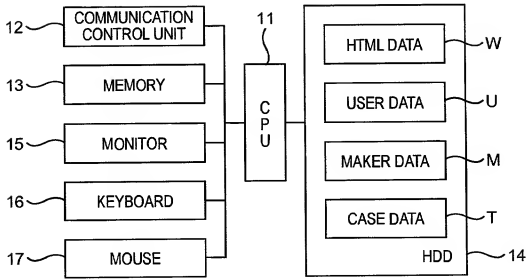 12
COMMUNICATION
CONTROL UNIT
13
MEMORY
15
MONITOR
16
KEYBOARD
17
MOUSE
11
CPU
HTML DATA
W
USER DATA
U
MAKER DATA
M
CASE DATA
T
HDD
14